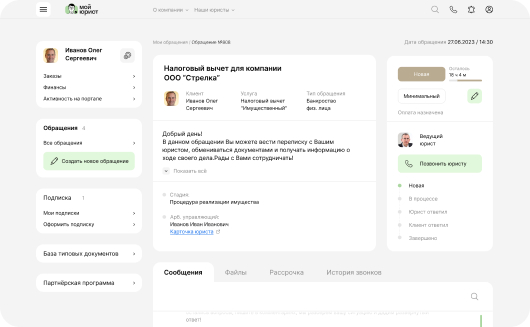 мой
юрист
О компании
Наши юристы
Мои обращения / Обращение №808
Дата обращения 27.06.2023 / 14:30
Иванов Олег
Сергеевич
Заказы
Финансы
Активность на портале
Обращения 4
Все обращения
Создать новое обращение
Подписка 1
Мои подписки
Оформить подписку
База типовых документов
Партнёрская программа
Налоговый вычет для компании
ООО "Стрелка"
Клиент
Иванов Олег
Сергеевич
Услуга
Налоговый вычет
"Имущественный"
Тип обращения
Банкроство
физ. лица
Добрый день!
В данном обращении Вы можете вести переписку с Вашим
юристом, обмениваться документами и получать информацию о
ходе своего дела.Рады с Вами сотрудничать!
Показать всё
Стадия:
Процедура реализации имущества
Арб. управляющий:
Иванов Иван Иванович
Карточка юриста
Новая
Осталось:
18 ч 4 м
Минимальный
Оплата назначена
Ведущий
юрист
Позвонить юристу
Новая
В процессе
Юрист ответил
Клиент ответил
Завершено
Сообщения
Файлы
Рассрочка
История звонков
ответ!